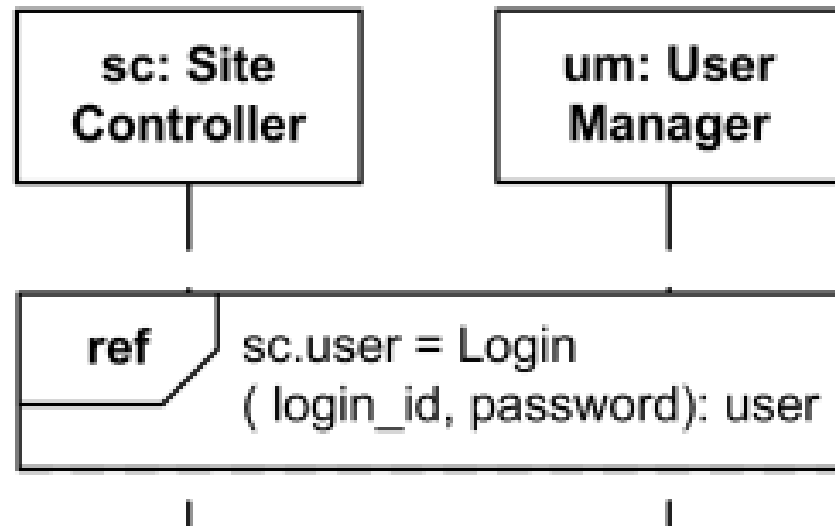 sc: Site
Controller
um: User
Manager
ref
sc.user = Login
( login_id, password): user